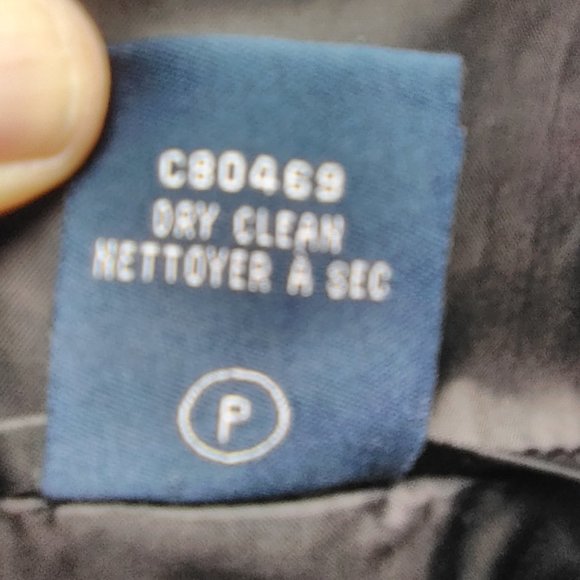 C80469
DRY CLEAN
NETTOYER À SEC
P